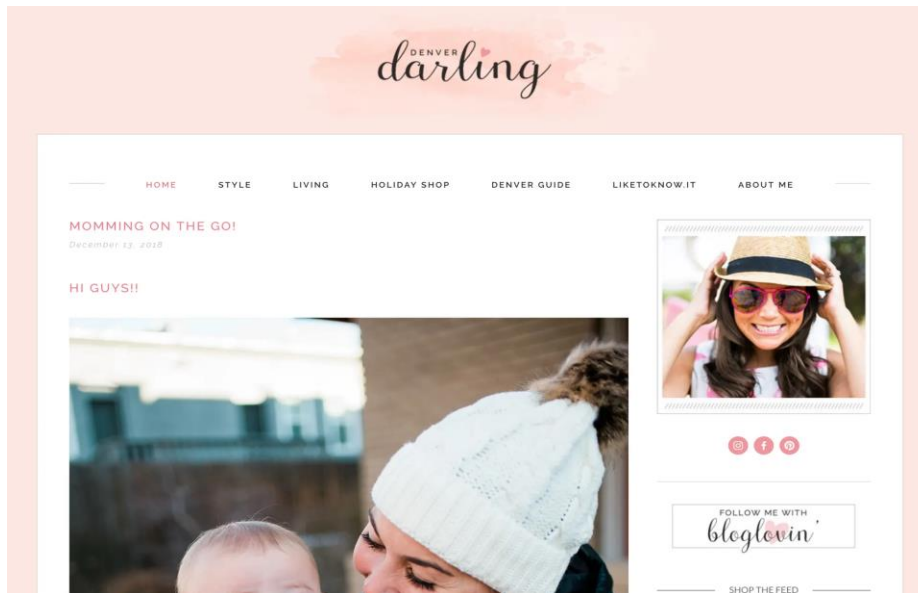 DENVER
darling
HOME STYLE LIVING HOLIDAY SHOP DENVER GUIDE LIKETOKNOW.IT ABOUT ME
MOMMING ON THE GO!
December 13, 2018
HI GUYS!!
FOLLOW ME WITH
bloglovin'
SHOP THE FEED